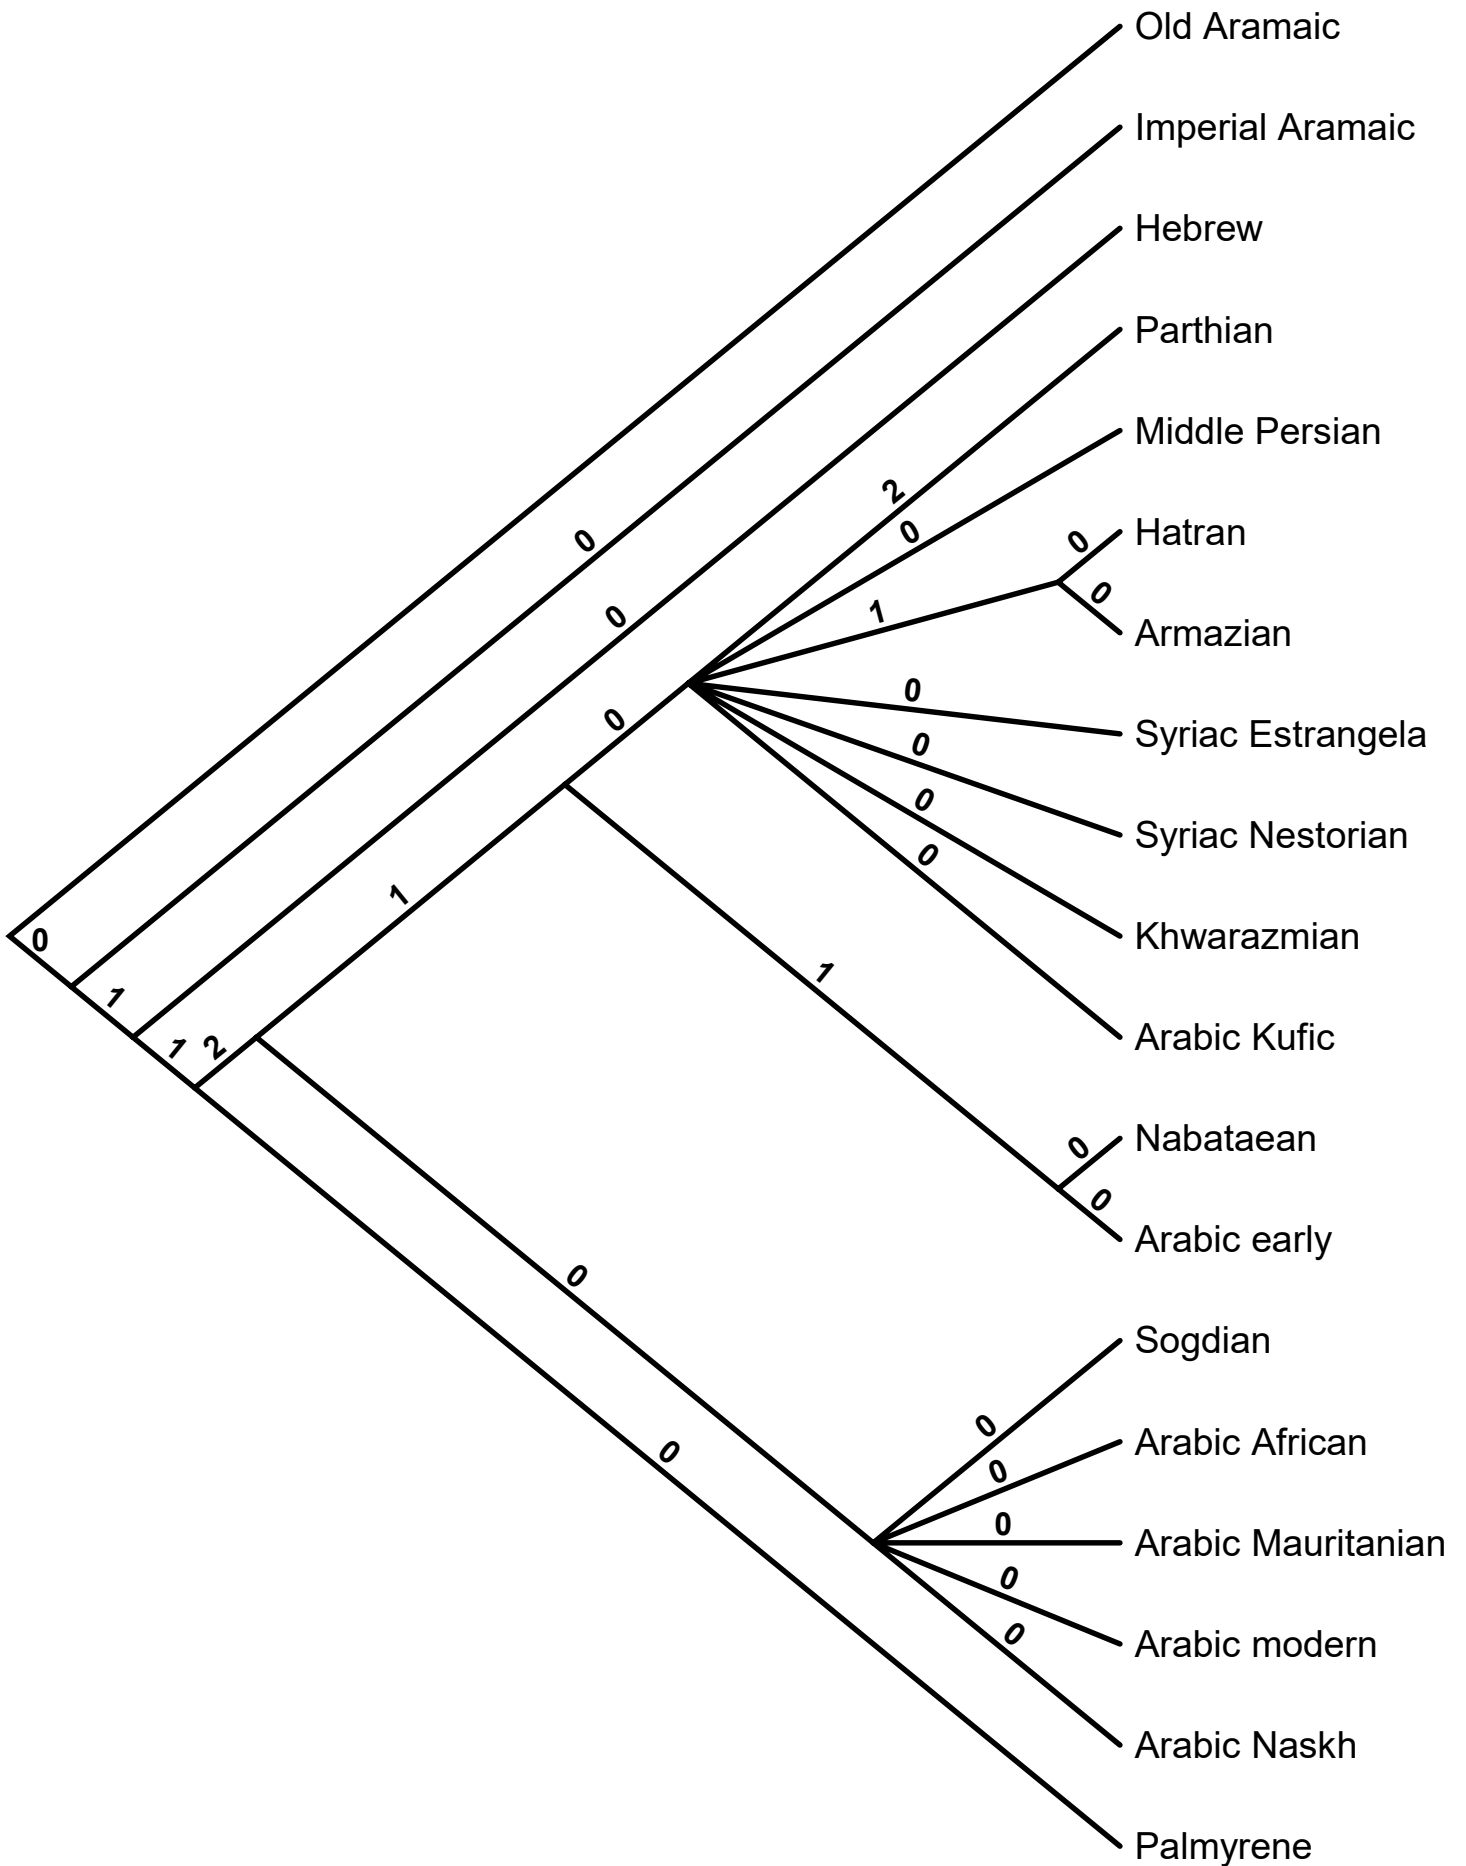 Old Aramaic
Imperial Aramaic
Hebrew
Parthian
Middle Persian
2
0
Hatran
0
0
0
1
0
Armazian
0
0
Syriac Estrangela
0
0
Syriac Nestorian
0
0
1
Khwarazmian
0
1
1
Arabic Kufic
1
2
Nabataean
0
0
Arabic early
0
Sogdian
0
Arabic African
0
0
Arabic Mauritanian
0
0
Arabic modern
0
Arabic Naskh
Palmyrene